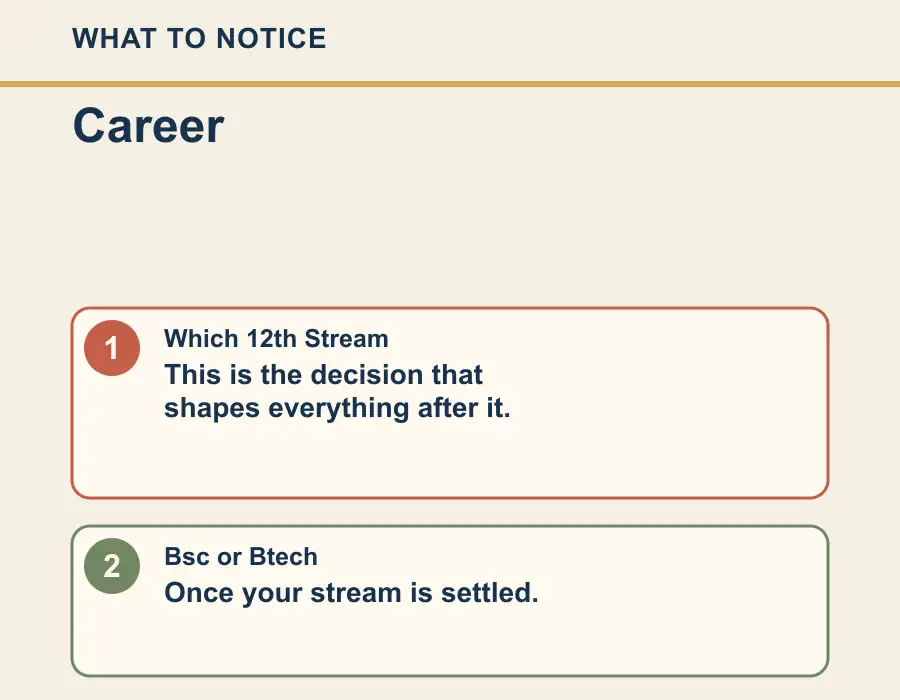 WHAT TO NOTICE
Career
1
Which 12th Stream
This is the decision that
shapes everything after it.
2
Bsc or Btech
Once your stream is settled.